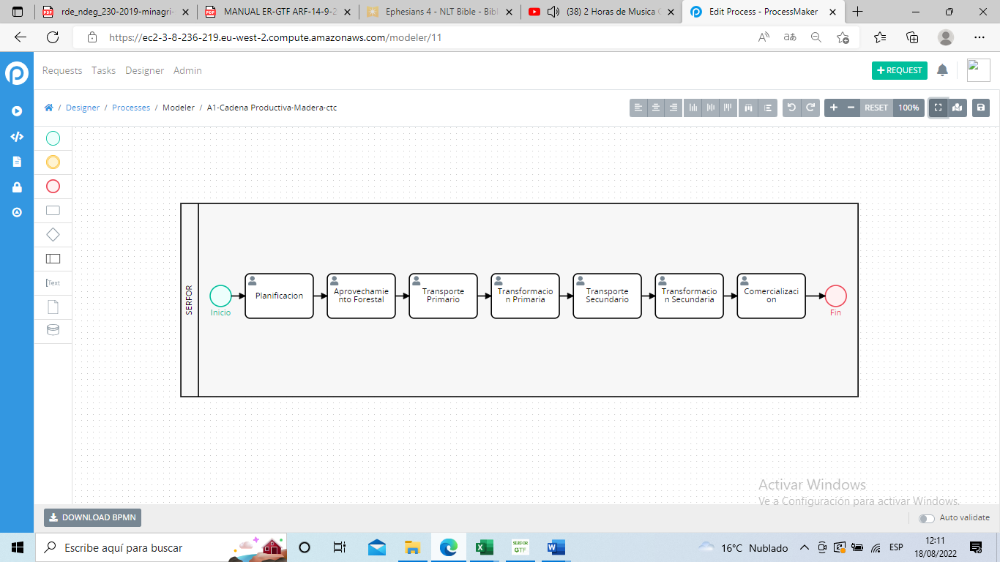 rde_ndeg_230-2019-minagri-
MANUAL ER-GTF ARF-14-9-2
Ephesians 4 - NLT Bible - Bibl
(38) 2 Horas de Musica C
Edit Process - ProcessMaker
https://ec2-3-8-236-219.eu-west-2.compute.amazonaws.com/modeler/11
Requests Tasks Designer Admin
+ REQUEST
/ Designer / Processes / Modeler / A1-Cadena Productiva-Madera-ctc
RESET 100%
[Text
SERFOR
Inicio
Planificacion
Aprovechamie
nto Forestal
Transporte
Primario
Transformacio
n Primaria
Transporte
Secundario
Transformacio
n Secundaria
Comercializaci
on
Fin
Activar Windows
Ve a Configuración para activar Windows.
DOWNLOAD BPMN
Auto validate
Escribe aquí para buscar
SERFOR
GTF
16°C Nublado
ESP
12:11
18/08/2022